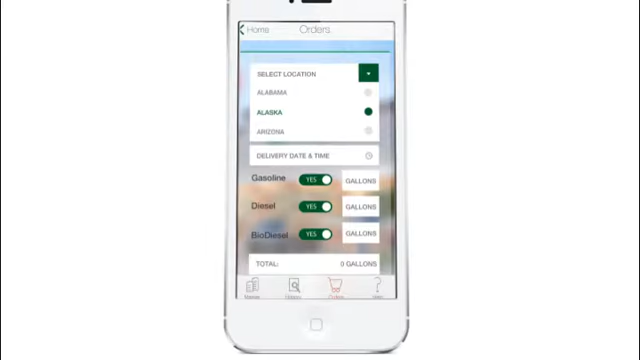 Home
Orders
SELECT LOCATION
ALABAMA
ALASKA
ARIZONA
DELIVERY DATE & TIME
Gasoline YES GALLONS
Diesel YES GALLONS
BioDiesel YES GALLONS
TOTAL: 0 GALLONS
Orders